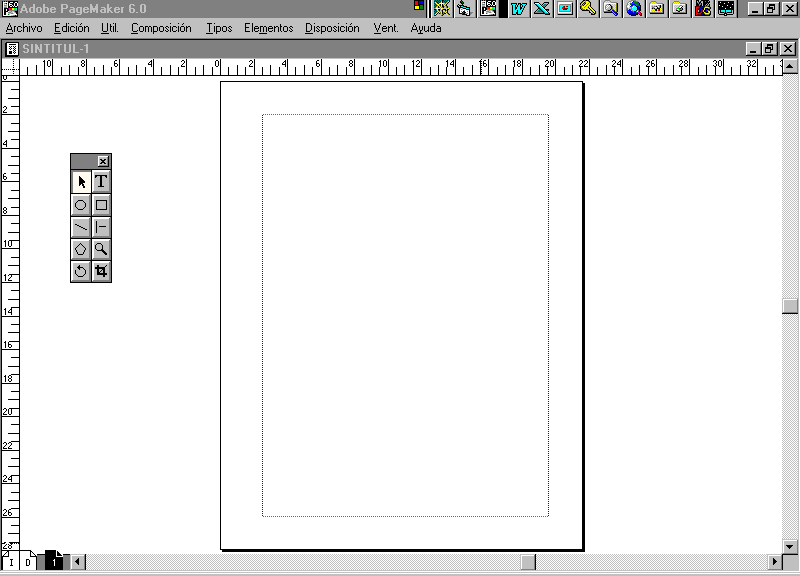 Adobe PageMaker 6.0
Archivo Edición Util. Composición Tipos Elementos Disposición Vent. Ayuda
SINTITUL-1
10 8 6 4 2 0 2 4 6 8 10 12 14 16 18 20 22 24 26 28 30 32
0
2
4
6
8
10
12
14
16
18
20
22
24
26
28
T
I D 1